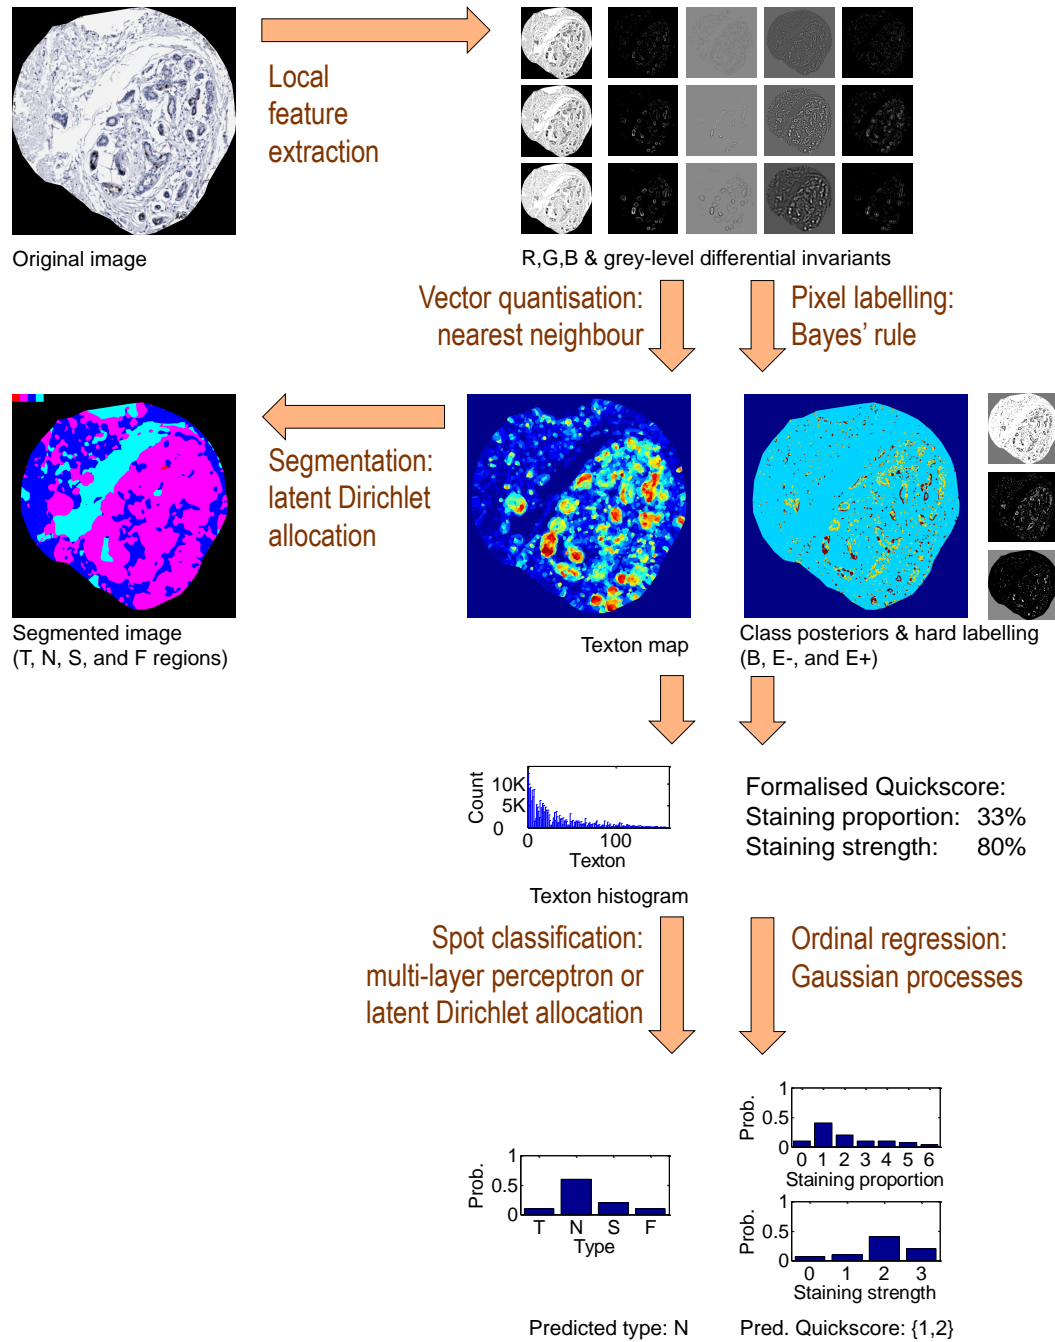 Local
feature
extraction
Original image
R,G,B & grey-level differential invariants
Vector quantisation:
nearest neighbour
Pixel labelling:
Bayes' rule
Segmentation:
latent Dirichlet
allocation
Segmented image
(T, N, S, and F regions)
Texton map
Class posteriors & hard labelling
(B, E-, and E+)
Count
10K
5K
0
0 100
Texton
Texton histogram
Formalised Quickscore:
Staining proportion: 33%
Staining strength: 80%
Spot classification:
multi-layer perceptron or
latent Dirichlet allocation
Ordinal regression:
Gaussian processes
Prob.
1
0.5
0
T N S F
Type
Predicted type: N
Prob.
1
0.5
0
0 1 2 3 4 5 6
Staining proportion
Prob.
1
0.5
0
0 1 2 3
Staining strength
Pred. Quickscore: {1,2}